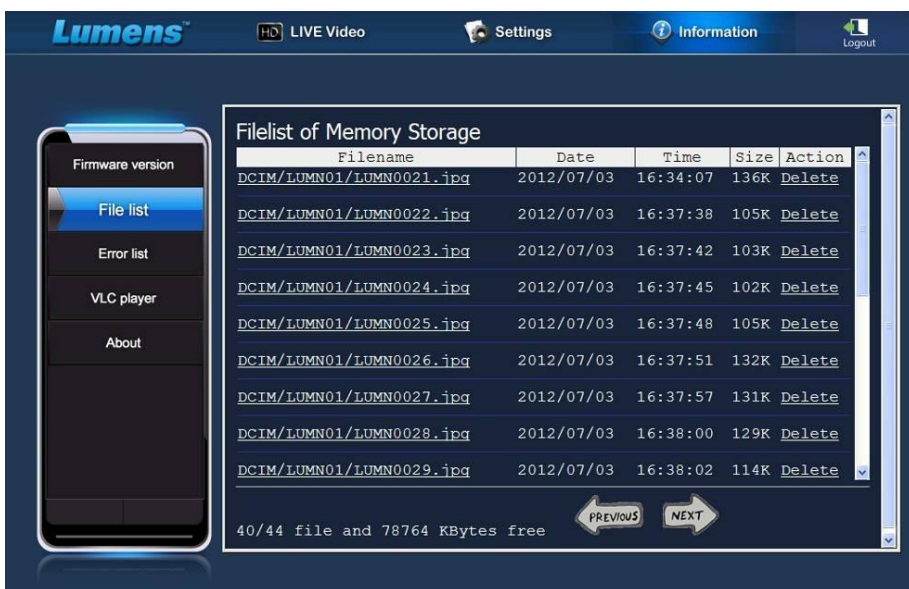 Lumens™ HD LIVE Video Settings i Information Logout
Firmware version
File list
Error list
VLC player
About
Filelist of Memory Storage
Filename Date Time Size Action
DCIM/LUMN01/LUMN0021.jpg 2012/07/03 16:34:07 136K Delete
DCIM/LUMN01/LUMN0022.jpg 2012/07/03 16:37:38 105K Delete
DCIM/LUMN01/LUMN0023.jpg 2012/07/03 16:37:42 103K Delete
DCIM/LUMN01/LUMN0024.jpg 2012/07/03 16:37:45 102K Delete
DCIM/LUMN01/LUMN0025.jpg 2012/07/03 16:37:48 105K Delete
DCIM/LUMN01/LUMN0026.jpg 2012/07/03 16:37:51 132K Delete
DCIM/LUMN01/LUMN0027.jpg 2012/07/03 16:37:57 131K Delete
DCIM/LUMN01/LUMN0028.jpg 2012/07/03 16:38:00 129K Delete
DCIM/LUMN01/LUMN0029.jpg 2012/07/03 16:38:02 114K Delete
40/44 file and 78764 KBytes free PREVIOUS NEXT